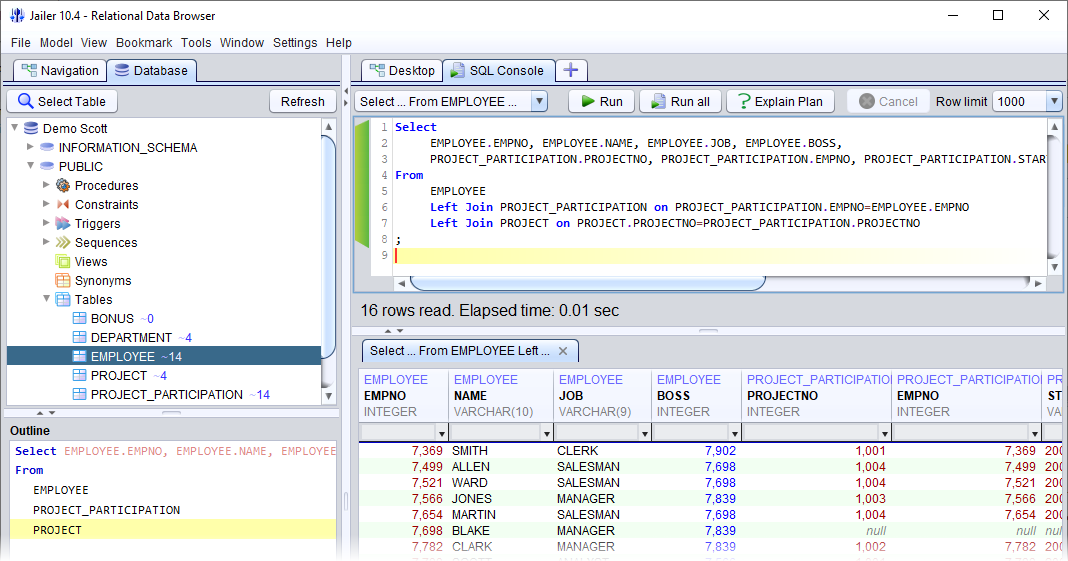 Jailer 10.4 - Relational Data Browser
File Model View Bookmark Tools Window Settings Help
Navigation Database
Select Table Refresh
Demo Scott
INFORMATION_SCHEMA
PUBLIC
Procedures
Constraints
Triggers
Sequences
Views
Synonyms
Tables
BONUS ~0
DEPARTMENT ~4
EMPLOYEE ~14
PROJECT ~4
PROJECT_PARTICIPATION ~14
Outline
Select EMPLOYEE.EMPNO, EMPLOYEE.NAME, EMPLOYEE
From
EMPLOYEE
PROJECT_PARTICIPATION
PROJECT
Desktop SQL Console
Select ... From EMPLOYEE ... Run Run all Explain Plan Cancel Row limit 1000
1 Select
2 EMPLOYEE.EMPNO, EMPLOYEE.NAME, EMPLOYEE.JOB, EMPLOYEE.BOSS,
3 PROJECT_PARTICIPATION.PROJECTNO, PROJECT_PARTICIPATION.EMPNO, PROJECT_PARTICIPATION.STAR
4 From
5 EMPLOYEE
6 Left Join PROJECT_PARTICIPATION on PROJECT_PARTICIPATION.EMPNO=EMPLOYEE.EMPNO
7 Left Join PROJECT on PROJECT.PROJECTNO=PROJECT_PARTICIPATION.PROJECTNO
8 ;
9
16 rows read. Elapsed time: 0.01 sec
Select ... From EMPLOYEE Left ...
EMPLOYEE EMPLOYEE EMPLOYEE EMPLOYEE PROJECT_PARTICIPATION PROJECT_PARTICIPATION PR
EMPNO NAME JOB BOSS PROJECTNO EMPNO ST
INTEGER VARCHAR(10) VARCHAR(9) INTEGER INTEGER INTEGER VA
7,369 SMITH CLERK 7,902 1,001 7,369 200
7,499 ALLEN SALESMAN 7,698 1,004 7,499 200
7,521 WARD SALESMAN 7,698 1,004 7,521 200
7,566 JONES MANAGER 7,839 1,003 7,566 200
7,654 MARTIN SALESMAN 7,698 1,004 7,654 200
7,698 BLAKE MANAGER 7,839 null null nul
7,782 CLARK MANAGER 7,839 1,002 7,782 200